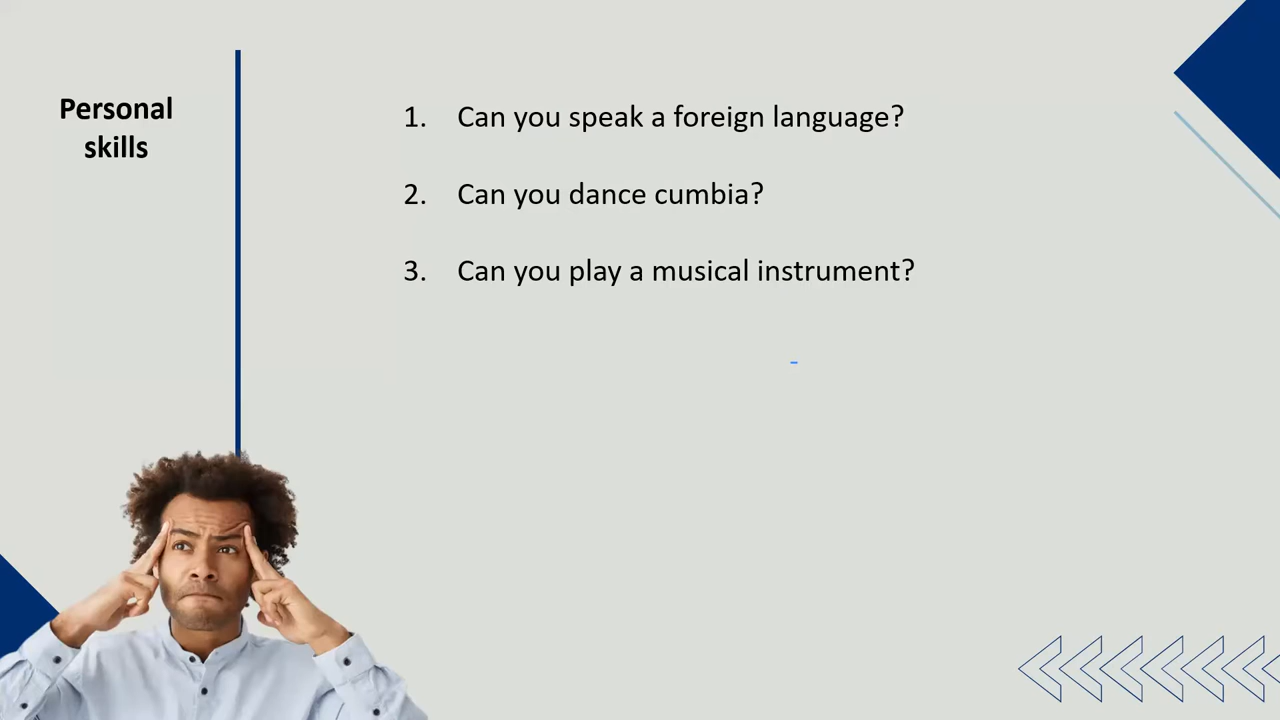 Personal
skills
1. Can you speak a foreign language?
2. Can you dance cumbia?
3. Can you play a musical instrument?